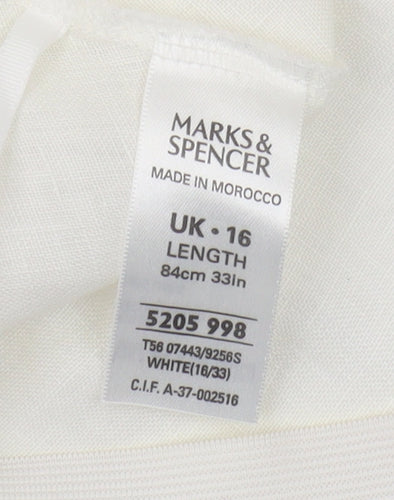 MARKS &
SPENCER
MADE IN MOROCCO
UK • 16
LENGTH
84cm 33in
5205 998
T56 07443/9256S
WHITE(16/33)
C.I.F. A-37-002516